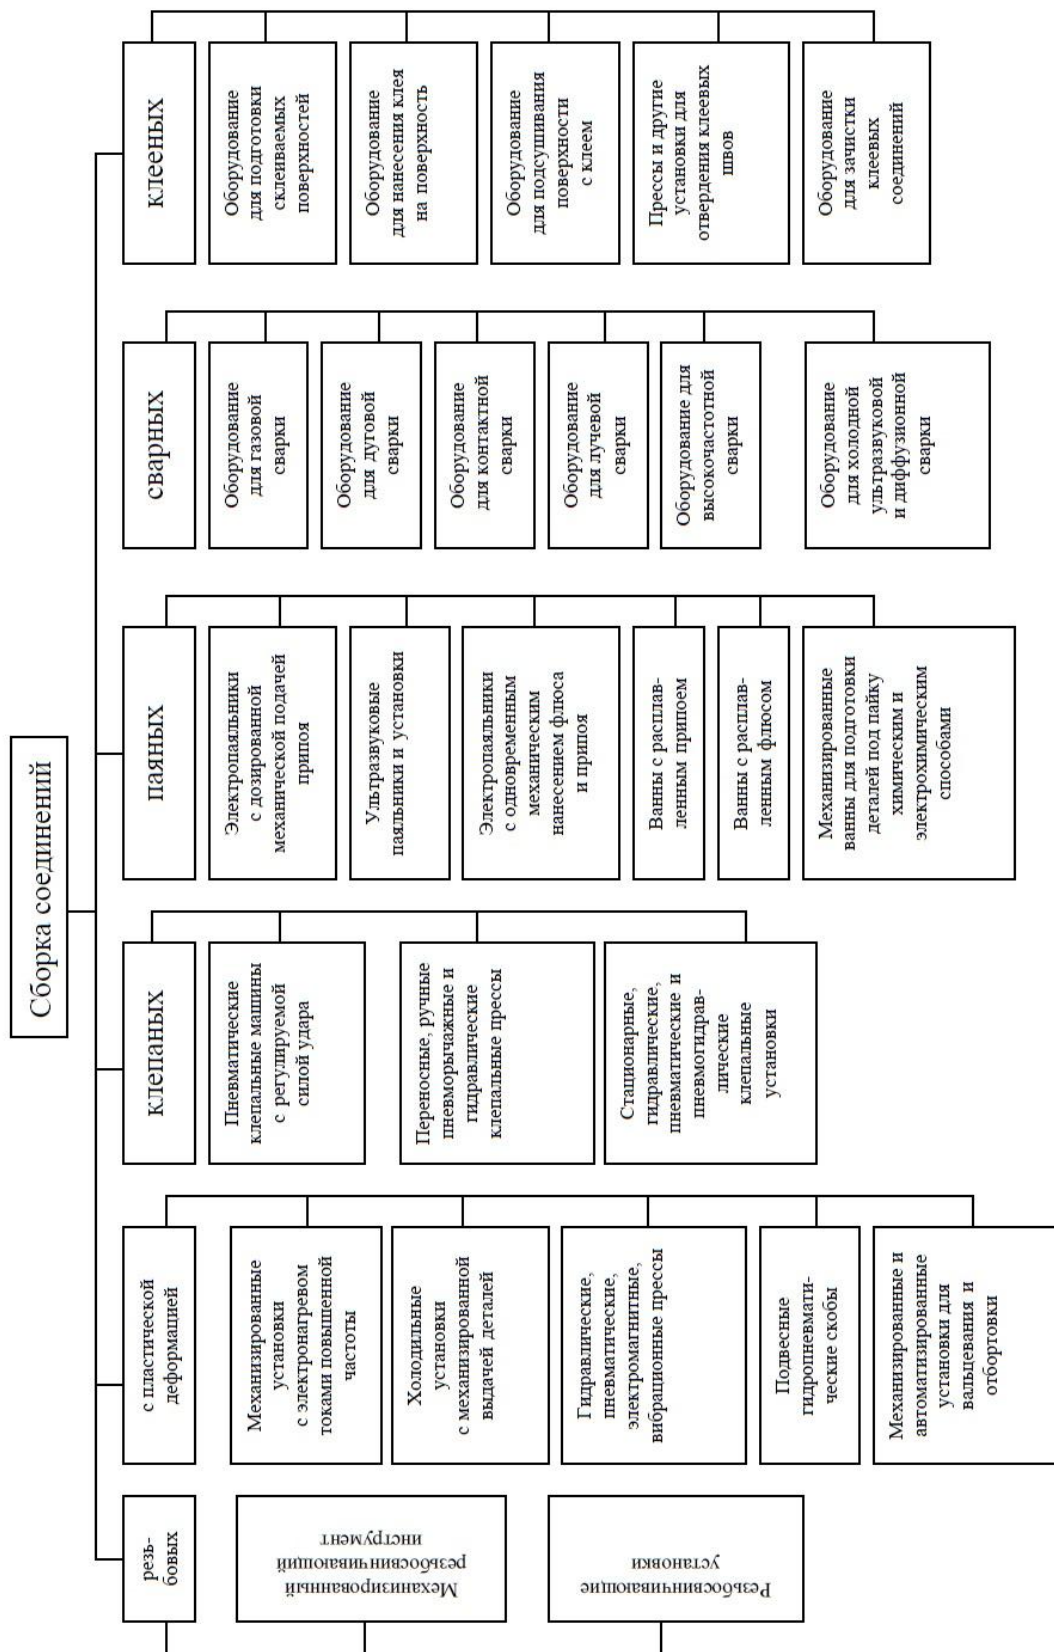 Сборка соединений
резь-
бовых
Механизированный
резьбосвинчивающий
инструмент
Резьбосвинчивающие
установки
с пластической
деформацией
Механизированные
установки
с электронагревом
токами повышенной
частоты
Холодильные
установки
с механизированной
выдачей деталей
Гидравлические,
пневматические,
электромагнитные,
вибрационные прессы
Подвесные
гидропневмати-
ческие скобы
Механизированные и
автоматизированные
установки для
вальцевания и
отбортовки
клепаных
Пневматические
клепальные машины
с регулируемой
силой удара
Переносные, ручные
пневморычажные и
гидравлические
клепальные прессы
Стационарные,
гидравлические,
пневматические и
пневмогидрав-
лические
клепальные
установки
паяных
Электропаяльники
с дозированной
механической подачей
припоя
Ультразвуковые
паяльники и установки
Электропаяльники
с одновременным
механическим
нанесением флюса
и припоя
Ванны с расплав-
ленным припоем
Ванны с расплав-
ленным флюсом
Механизированные
ванны для подготовки
деталей под пайку
химическим и
электрохимическим
способами
сварных
Оборудование
для газовой
сварки
Оборудование
для дуговой
сварки
Оборудование
для контактной
сварки
Оборудование
для лучевой
сварки
Оборудование для
высокочастотной
сварки
Оборудование
для холодной
ультразвуковой
и диффузионной
сварки
клееных
Оборудование
для подготовки
склеиваемых
поверхностей
Оборудование
для нанесения клея
на поверхность
Оборудование
для подсушивания
поверхности
с клеем
Прессы и другие
установки для
отвердения клеевых
швов
Оборудование
для зачистки
клеевых
соединений